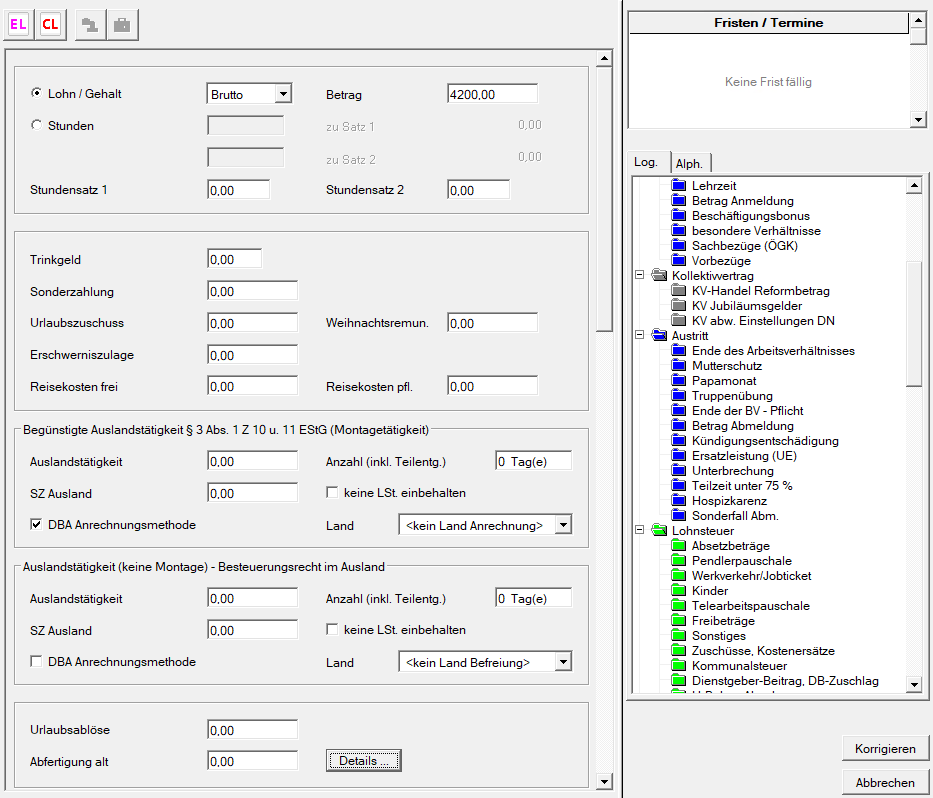 EL CL
Lohn / Gehalt Brutto Betrag 4200,00
Stunden zu Satz 1 0,00
zu Satz 2 0,00
Stundensatz 1 0,00 Stundensatz 2 0,00
Trinkgeld 0,00
Sonderzahlung 0,00
Urlaubszuschuss 0,00 Weihnachtsremun. 0,00
Erschwerniszulage 0,00
Reisekosten frei 0,00 Reisekosten pfl. 0,00
Begünstigte Auslandstätigkeit § 3 Abs. 1 Z 10 u. 11 EStG (Montagetätigkeit)
Auslandstätigkeit 0,00 Anzahl (inkl. Teilentg.) 0 Tag(e)
SZ Ausland 0,00 keine LSt. einbehalten
DBA Anrechnungsmethode Land <kein Land Anrechnung>
Auslandstätigkeit (keine Montage) - Besteuerungsrecht im Ausland
Auslandstätigkeit 0,00 Anzahl (inkl. Teilentg.) 0 Tag(e)
SZ Ausland 0,00 keine LSt. einbehalten
DBA Anrechnungsmethode Land <kein Land Befreiung>
Urlaubsablöse 0,00
Abfertigung alt 0,00 Details ...
Fristen / Termine
Keine Frist fällig
Log. Alph.
Lehrzeit
Betrag Anmeldung
Beschäftigungsbonus
besondere Verhältnisse
Sachbezüge (ÖGK)
Vorbezüge
Kollektivvertrag
KV-Handel Reformbetrag
KV Jubiläumsgelder
KV abw. Einstellungen DN
Austritt
Ende des Arbeitsverhältnisses
Mutterschutz
Papamonat
Truppenübung
Ende der BV - Pflicht
Betrag Abmeldung
Kündigungsentschädigung
Ersatzleistung (UE)
Unterbrechung
Teilzeit unter 75 %
Hospizkarenz
Sonderfall Abm.
Lohnsteuer
Absetzbeträge
Pendlerpauschale
Werkverkehr/Jobticket
Kinder
Telearbeitspauschale
Freibeträge
Sonstiges
Zuschüsse, Kostenersätze
Kommunalsteuer
Dienstgeber-Beitrag, DB-Zuschlag
Korrigieren
Abbrechen